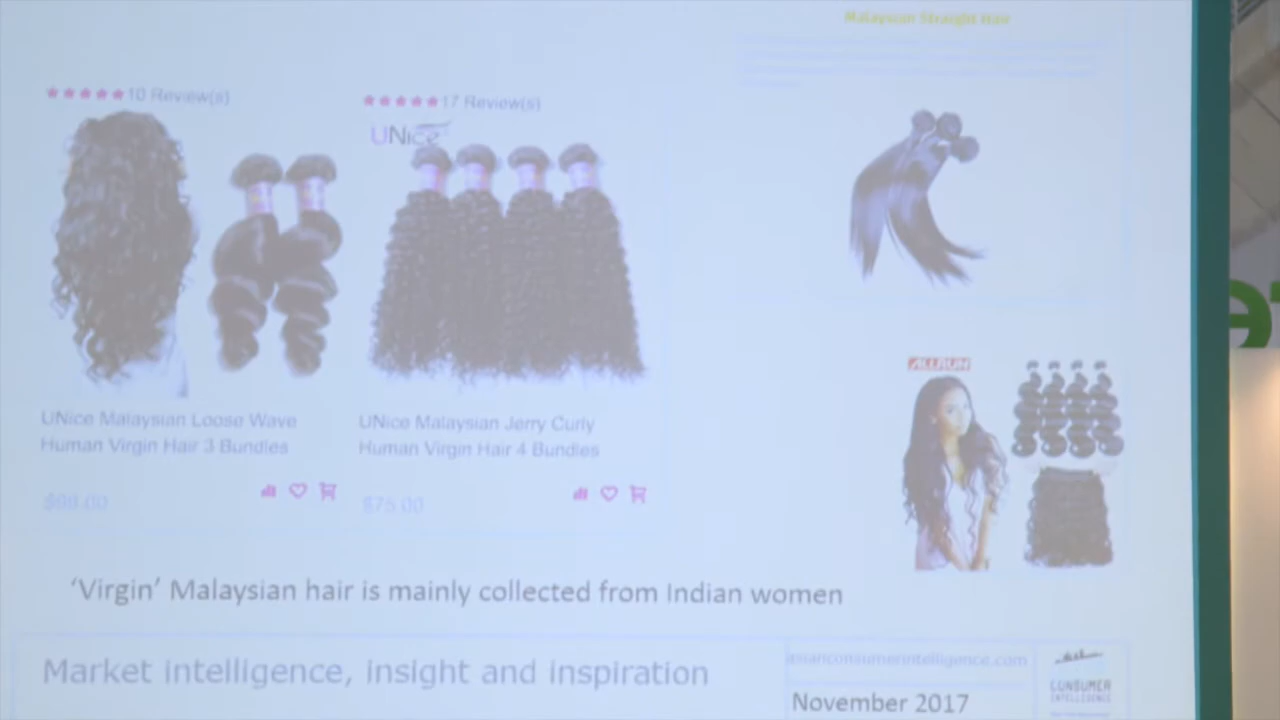 Malaysian Straight Hair
10 Review(s)
17 Review(s)
UNice
ALLRUN
UNice Malaysian Loose Wave
Human Virgin Hair 3 Bundles
UNice Malaysian Jerry Curly
Human Virgin Hair 4 Bundles
$75.00
‘Virgin’ Malaysian hair is mainly collected from Indian women
Market intelligence, insight and inspiration
November 2017
CONSUMER
INTELLIGENCE